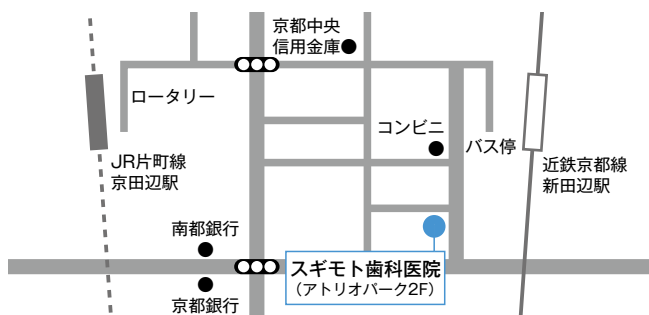 京都中央
信用金庫
ロータリー
コンビニ
バス停
JR片町線
京田辺駅
近鉄京都線
新田辺駅
南都銀行
スギモト歯科医院
（アトリオパーク2F）
京都銀行